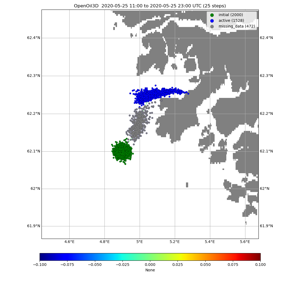 OpenOil3D 2020-05-25 11:00 to 2020-05-25 23:00 UTC (25 steps)
initial (2000)
active (1528)
missing_data (472)
62.4°N 62.4°N
62.3°N 62.3°N
62.2°N 62.2°N
62.1°N 62.1°N
62°N 62°N
61.9°N 61.9°N
4.6°E 4.8°E 5°E 5.2°E 5.4°E 5.6°E
−0.100 −0.075 −0.050 −0.025 0.000 0.025 0.050 0.075 0.100
None